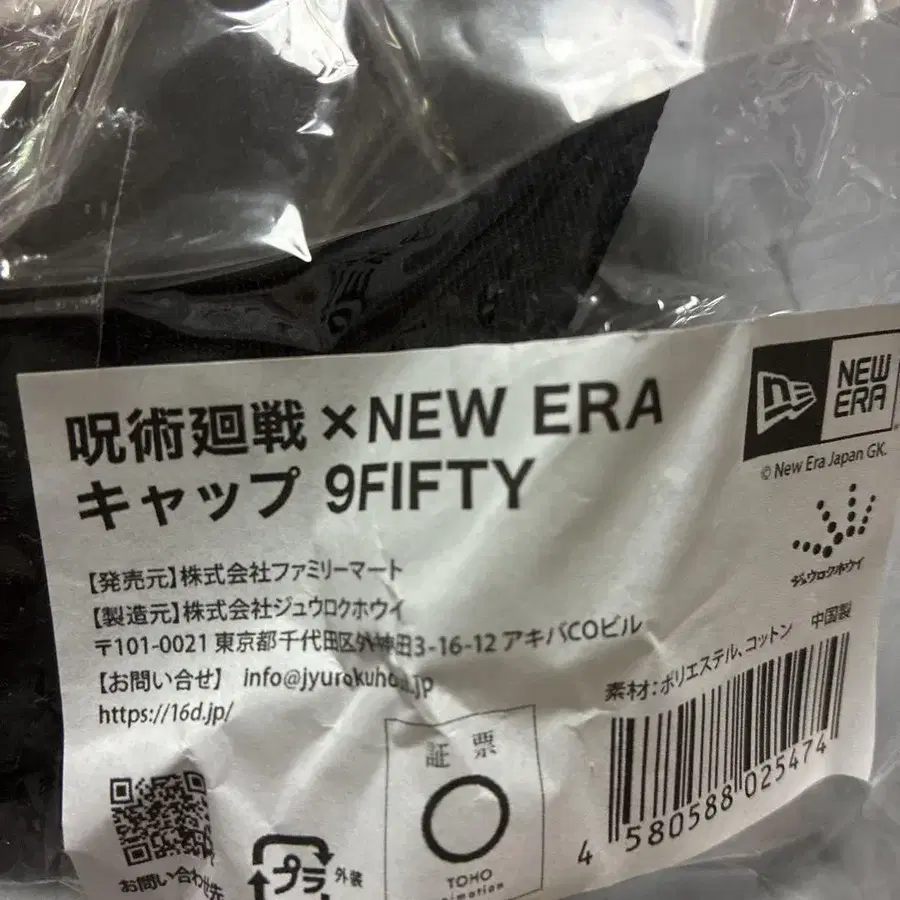 呪術廻戦×NEW ERA
キャップ 9FIFTY
NEW ERA
© New Era Japan GK.
ジュウロクホウイ
【発売元】株式会社ファミリーマート
【製造元】株式会社ジュウロクホウイ
〒101-0021 東京都千代田区外神田3-16-12 アキバCOビル
【お問い合せ】
https://16d.jp/
素材：ポリエステル、コットン 中国製
4 580588 025474
証票
TOHO
animation
プラ 外装
お問い合わせ先